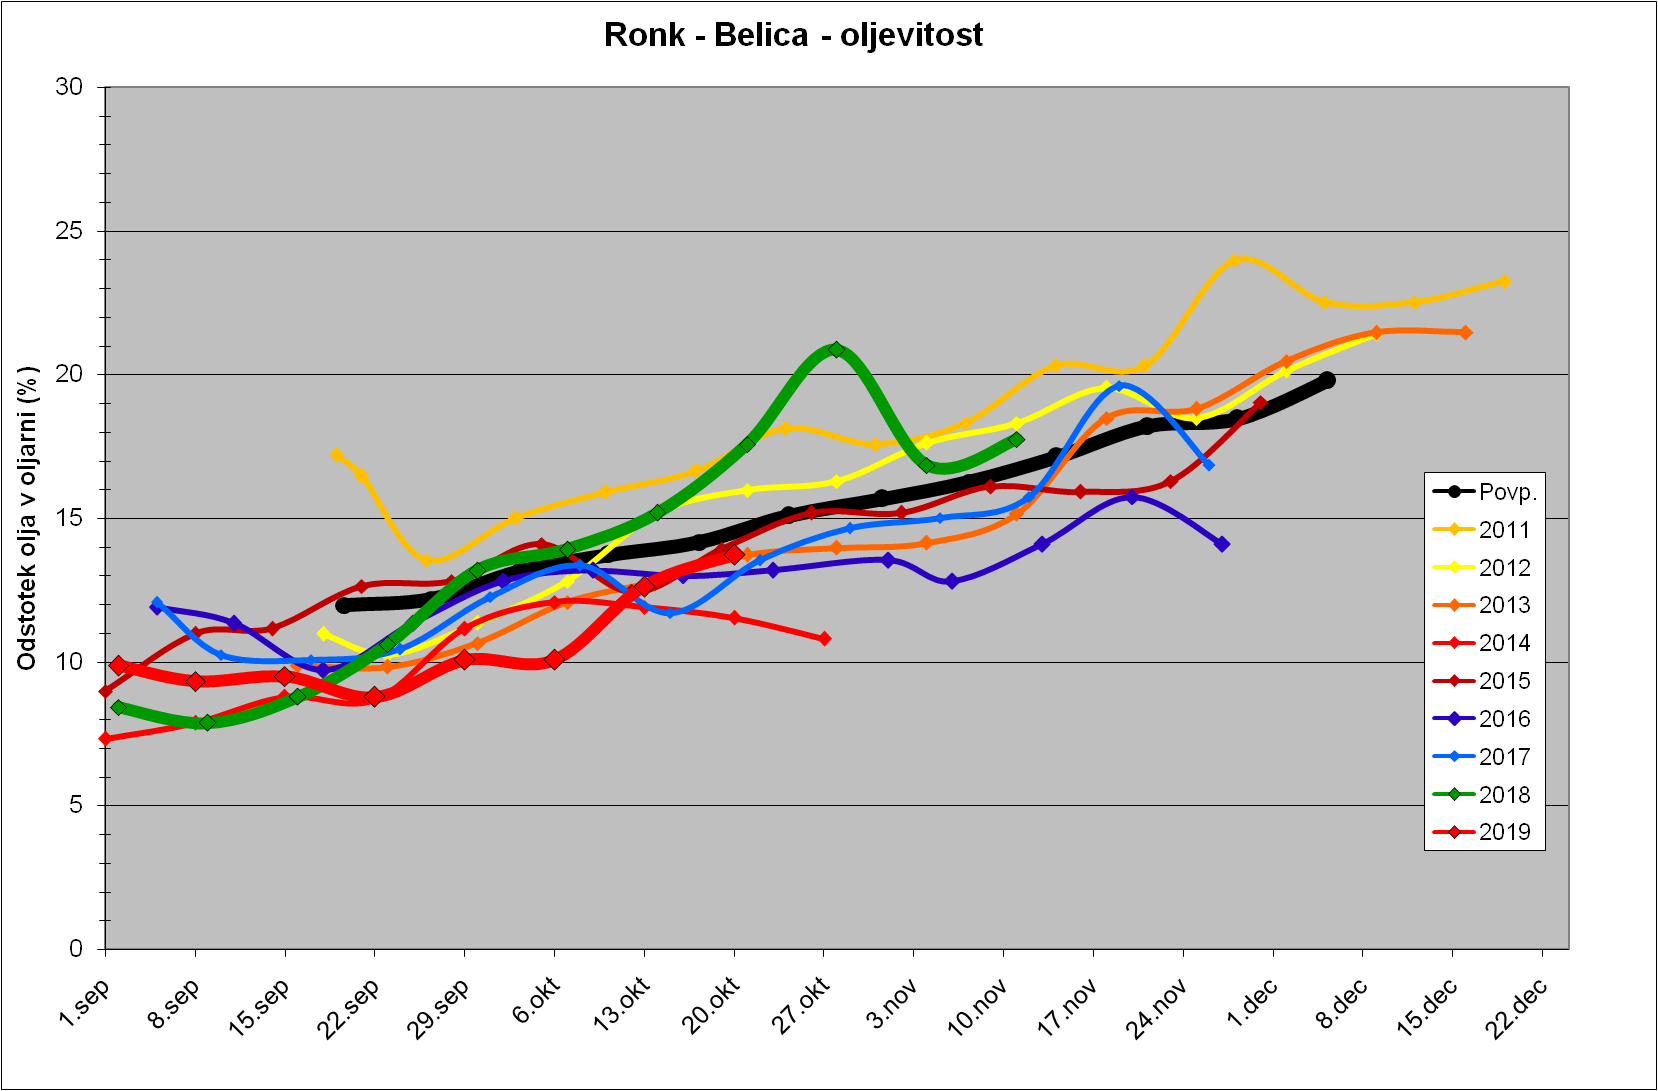 Ronk - Belica - oljevitost
Odstotek olja v oljarni (%)
30
25
20
15
10
5
0
1.sep
8.sep
15.sep
22.sep
29.sep
6.okt
13.okt
20.okt
27.okt
3.nov
10.nov
17.nov
24.nov
1.dec
8.dec
15.dec
22.dec
Povp.
2011
2012
2013
2014
2015
2016
2017
2018
2019